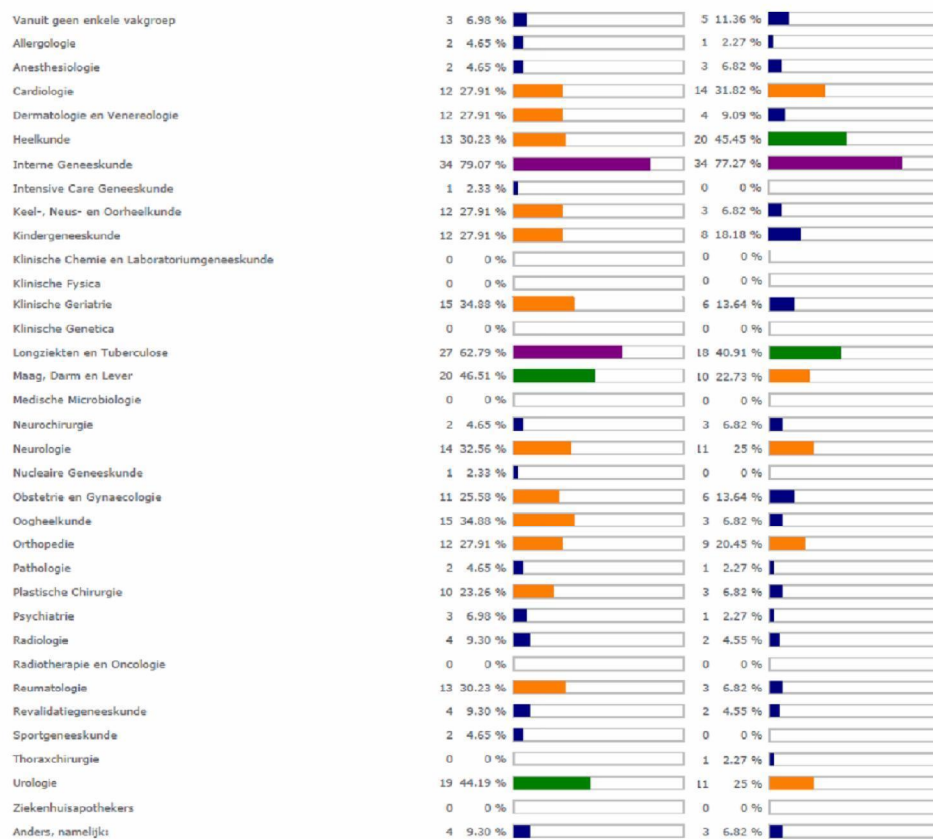 Vanuit geen enkele vakgroep 3 6.98 % 5 11.36 %
Allergologie 2 4.65 % 1 2.27 %
Anesthesiologie 2 4.65 % 3 6.82 %
Cardiologie 12 27.91 % 14 31.82 %
Dermatologie en Venereologie 12 27.91 % 4 9.09 %
Heelkunde 13 30.23 % 20 45.45 %
Interne Geneeskunde 34 79.07 % 34 77.27 %
Intensive Care Geneeskunde 1 2.33 % 0 0 %
Keel-, Neus- en Oorheelkunde 12 27.91 % 3 6.82 %
Kindergeneeskunde 12 27.91 % 8 18.18 %
Klinische Chemie en Laboratoriumgeneeskunde 0 0 % 0 0 %
Klinische Fysica 0 0 % 0 0 %
Klinische Geriatrie 15 34.88 % 6 13.64 %
Klinische Genetica 0 0 % 0 0 %
Longziekten en Tuberculose 27 62.79 % 18 40.91 %
Maag, Darm en Lever 20 46.51 % 10 22.73 %
Medische Microbiologie 0 0 % 0 0 %
Neurochirurgie 2 4.65 % 3 6.82 %
Neurologie 14 32.56 % 11 25 %
Nucleaire Geneeskunde 1 2.33 % 0 0 %
Obstetrie en Gynaecologie 11 25.58 % 6 13.64 %
Oogheelkunde 15 34.88 % 3 6.82 %
Orthopedie 12 27.91 % 9 20.45 %
Pathologie 2 4.65 % 1 2.27 %
Plastische Chirurgie 10 23.26 % 3 6.82 %
Psychiatrie 3 6.98 % 1 2.27 %
Radiologie 4 9.30 % 2 4.55 %
Radiotherapie en Oncologie 0 0 % 0 0 %
Reumatologie 13 30.23 % 3 6.82 %
Revalidatiegeneeskunde 4 9.30 % 2 4.55 %
Sportgeneeskunde 2 4.65 % 0 0 %
Thoraxchirurgie 0 0 % 1 2.27 %
Urologie 19 44.19 % 11 25 %
Ziekenhuisapothekers 0 0 % 0 0 %
Anders, namelijk: 4 9.30 % 3 6.82 %